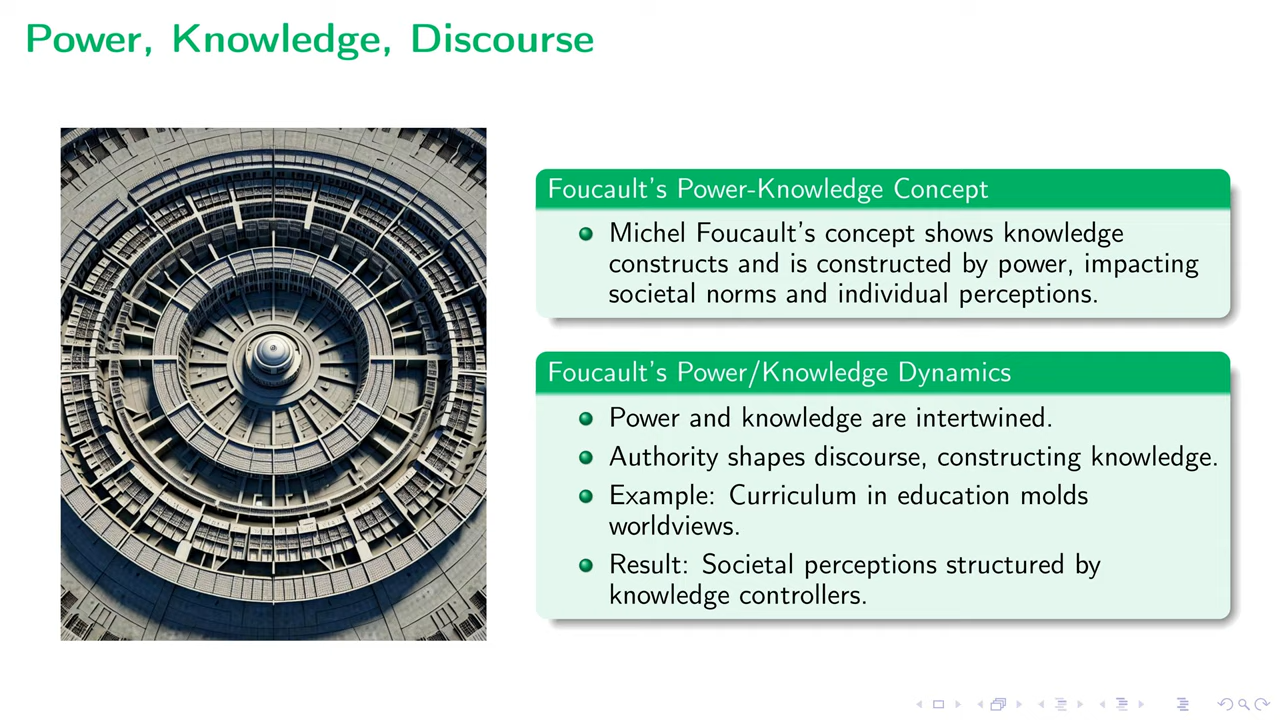 Power, Knowledge, Discourse
Foucault's Power-Knowledge Concept
Michel Foucault's concept shows knowledge
constructs and is constructed by power, impacting
societal norms and individual perceptions.
Foucault's Power/Knowledge Dynamics
Power and knowledge are intertwined.
Authority shapes discourse, constructing knowledge.
Example: Curriculum in education molds
worldviews.
Result: Societal perceptions structured by
knowledge controllers.